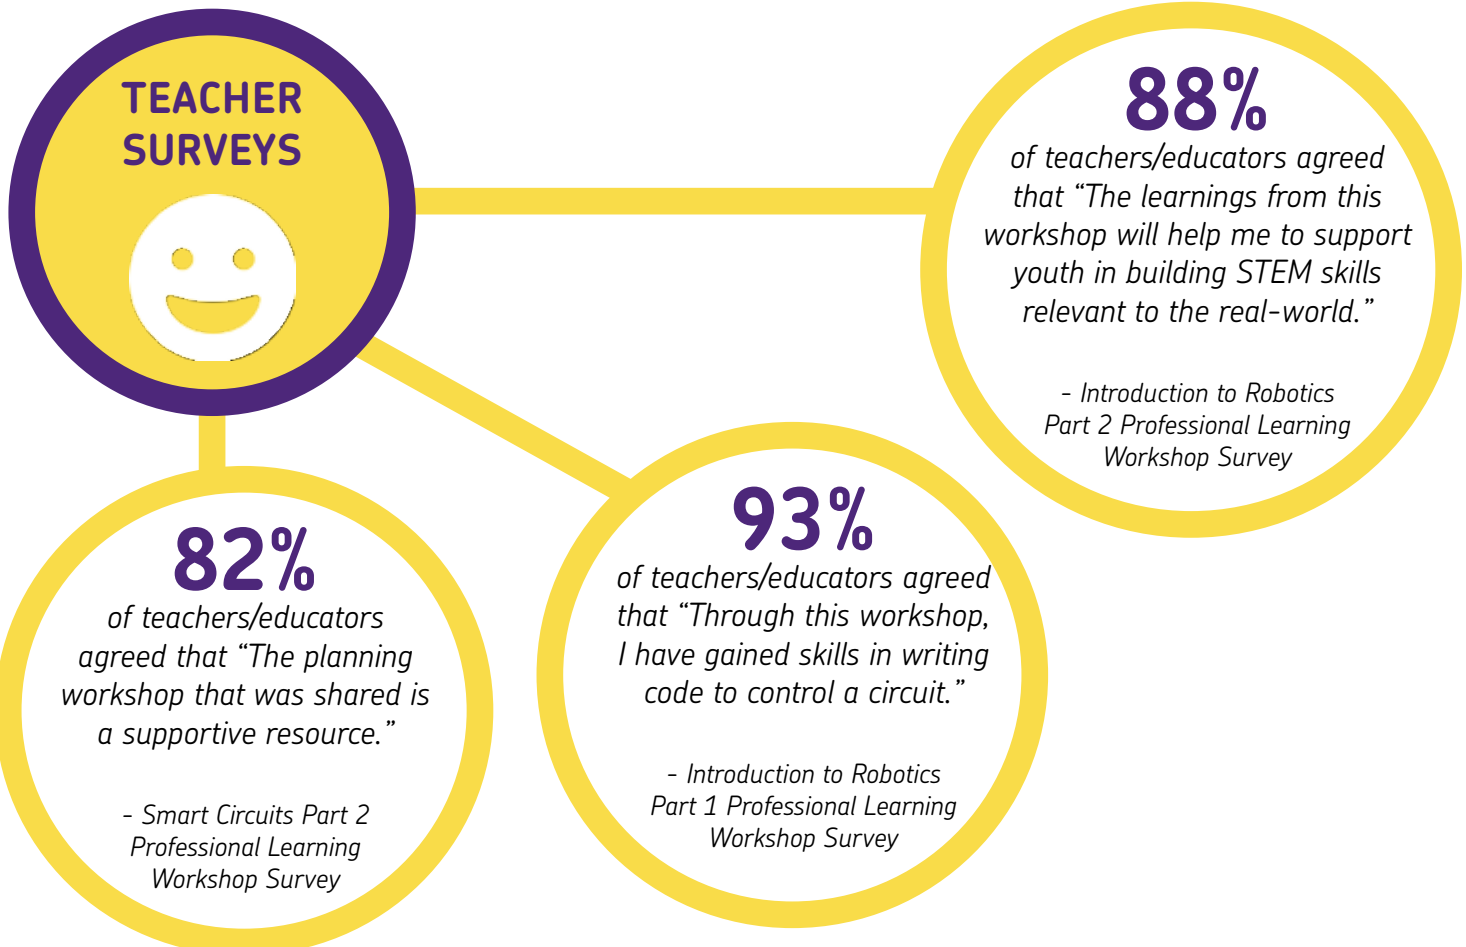 TEACHER
SURVEYS
88%
of teachers/educators agreed
that “The learnings from this
workshop will help me to support
youth in building STEM skills
relevant to the real-world.”
- Introduction to Robotics
Part 2 Professional Learning
Workshop Survey
93%
of teachers/educators agreed
that “Through this workshop,
I have gained skills in writing
code to control a circuit.”
- Introduction to Robotics
Part 1 Professional Learning
Workshop Survey
82%
of teachers/educators
agreed that “The planning
workshop that was shared is
a supportive resource.”
- Smart Circuits Part 2
Professional Learning
Workshop Survey